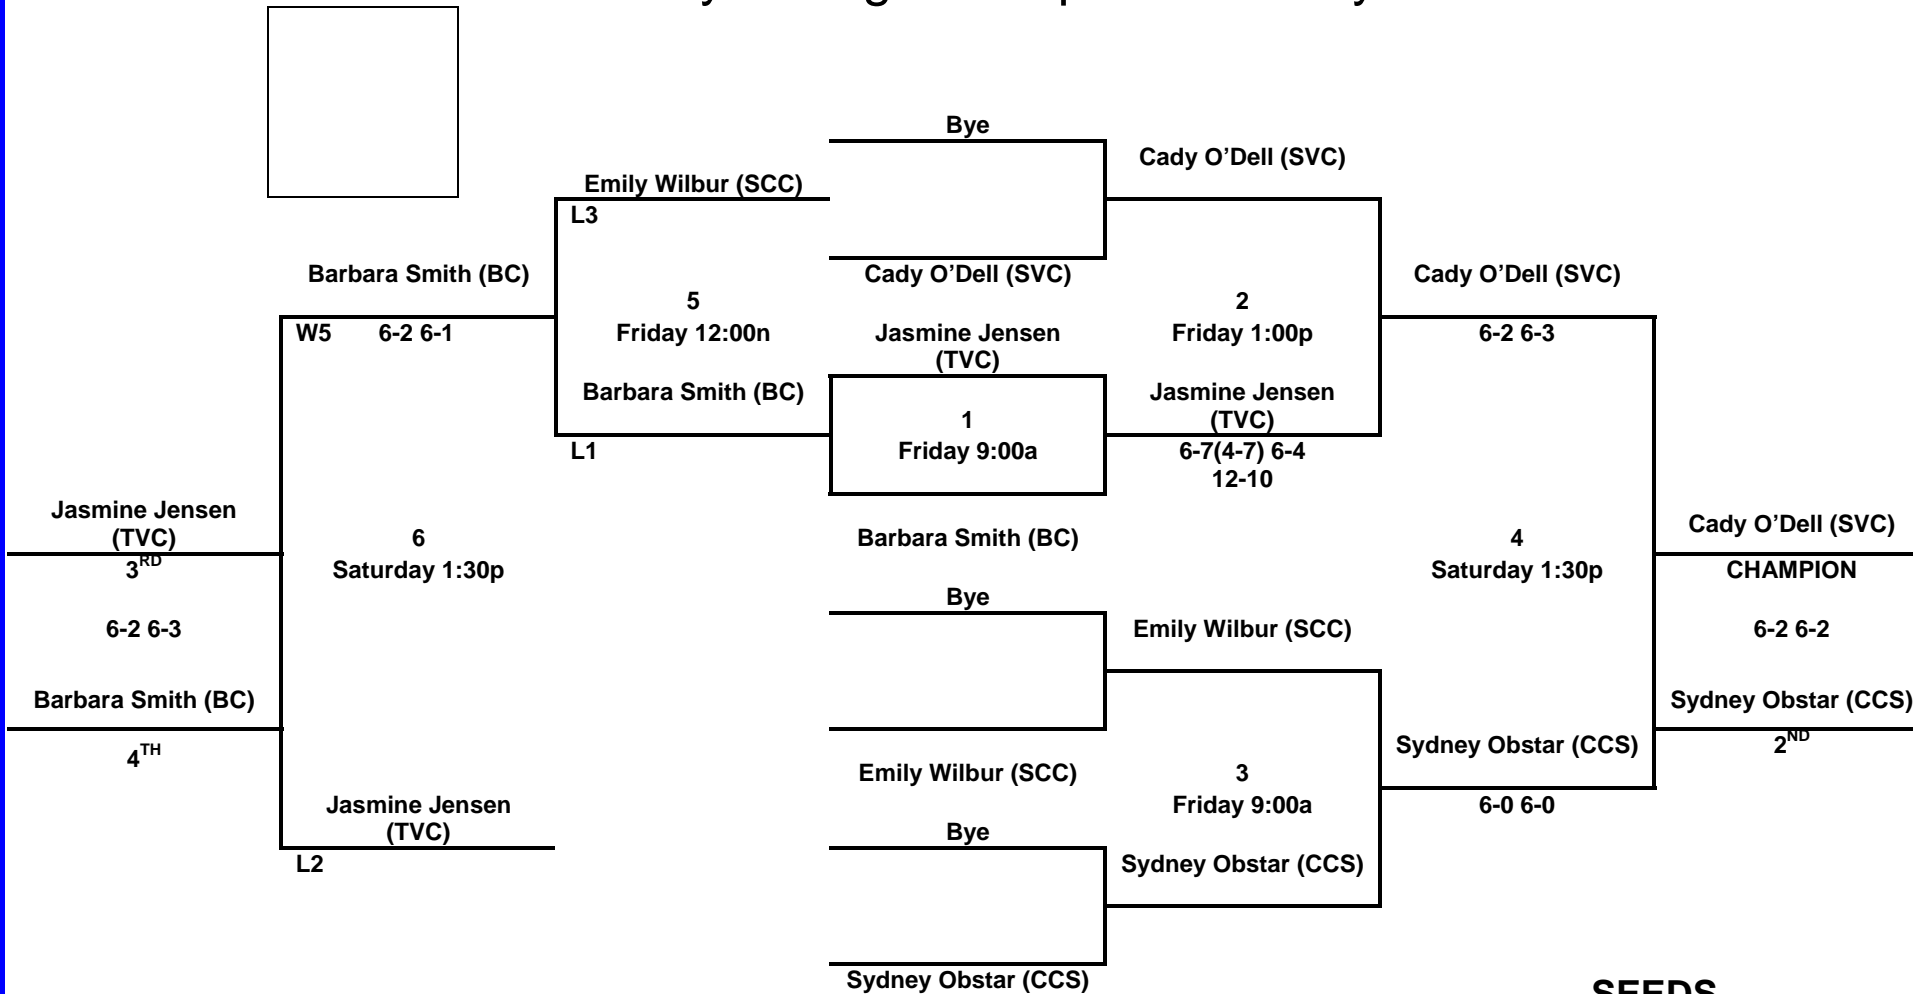 Bye
Cady O'Dell (SVC)
Emily Wilbur (SCC)
L3
Barbara Smith (BC)
Cady O'Dell (SVC)
Cady O'Dell (SVC)
5
2
W5 6-2 6-1
Friday 12:00n
Jasmine Jensen
(TVC)
Friday 1:00p
6-2 6-3
Barbara Smith (BC)
Jasmine Jensen
(TVC)
1
L1
Friday 9:00a
6-7(4-7) 6-4
12-10
Jasmine Jensen
(TVC)
3RD
6
Saturday 1:30p
Barbara Smith (BC)
4
Saturday 1:30p
Cady O'Dell (SVC)
CHAMPION
Bye
6-2 6-3
Emily Wilbur (SCC)
6-2 6-2
Barbara Smith (BC)
Sydney Obstar (CCS)
4TH
Sydney Obstar (CCS)
2ND
Emily Wilbur (SCC)
3
Jasmine Jensen
(TVC)
Friday 9:00a
6-0 6-0
Bye
L2
Sydney Obstar (CCS)
Sydney Obstar (CCS)
SEEDS